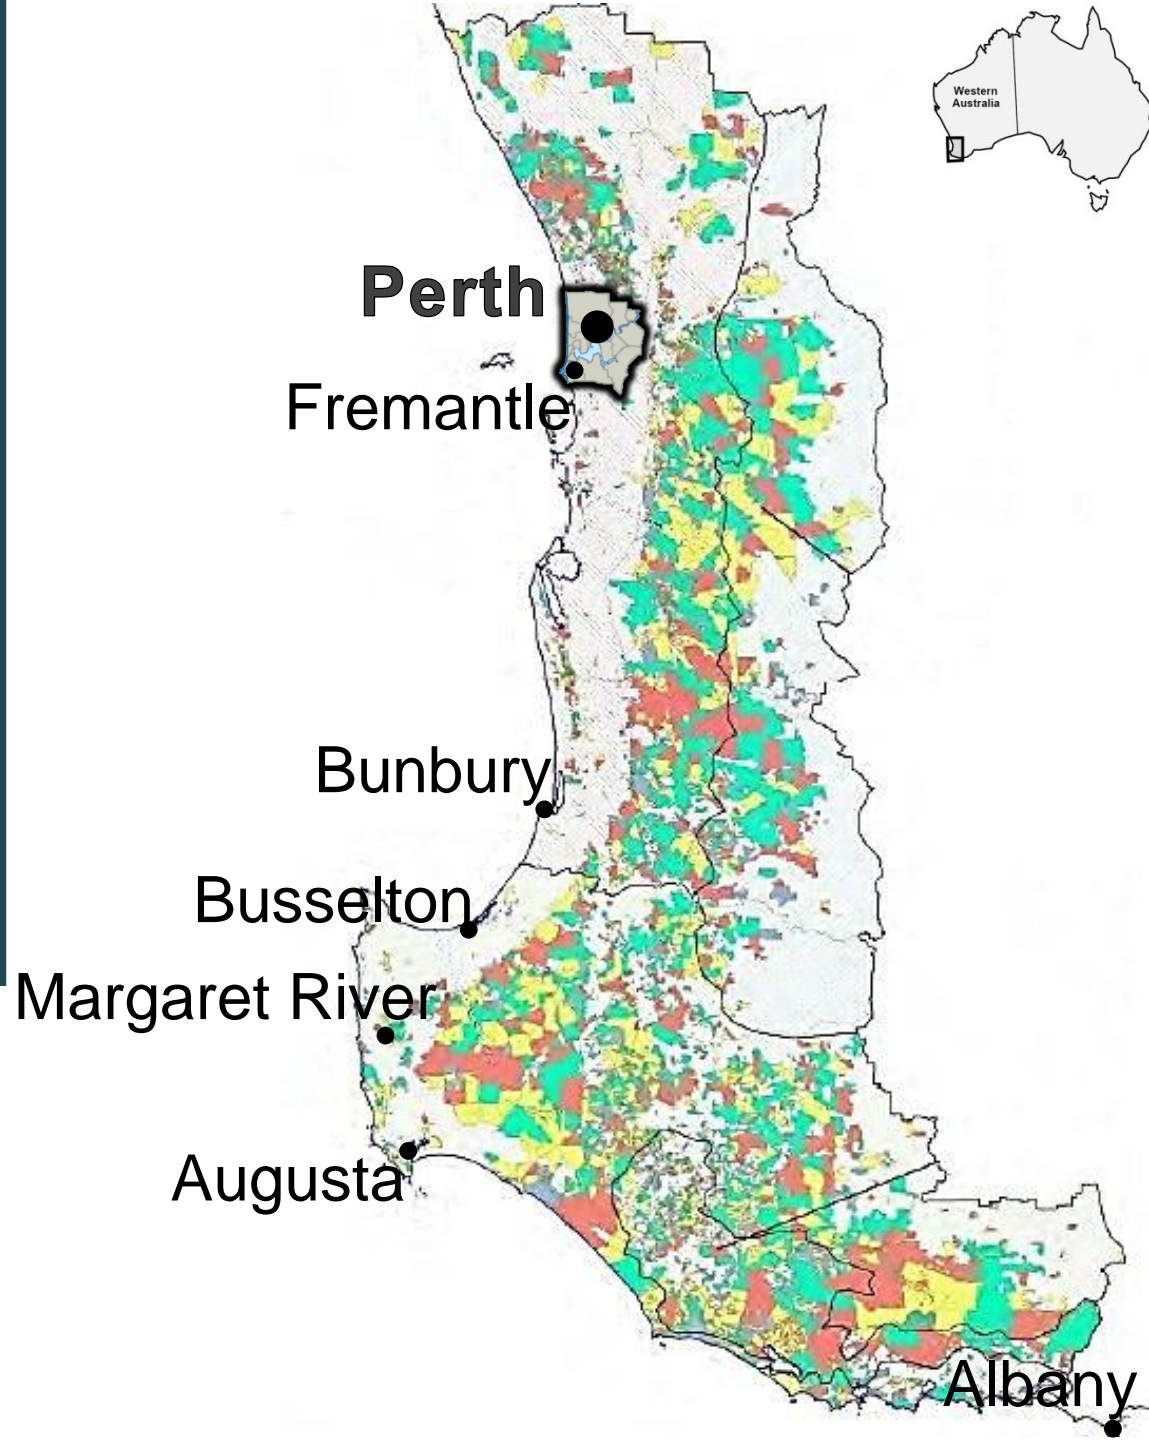 Western
Australia
Perth
Fremantle
Bunbury
Busselton
Margaret River
Augusta
Albany